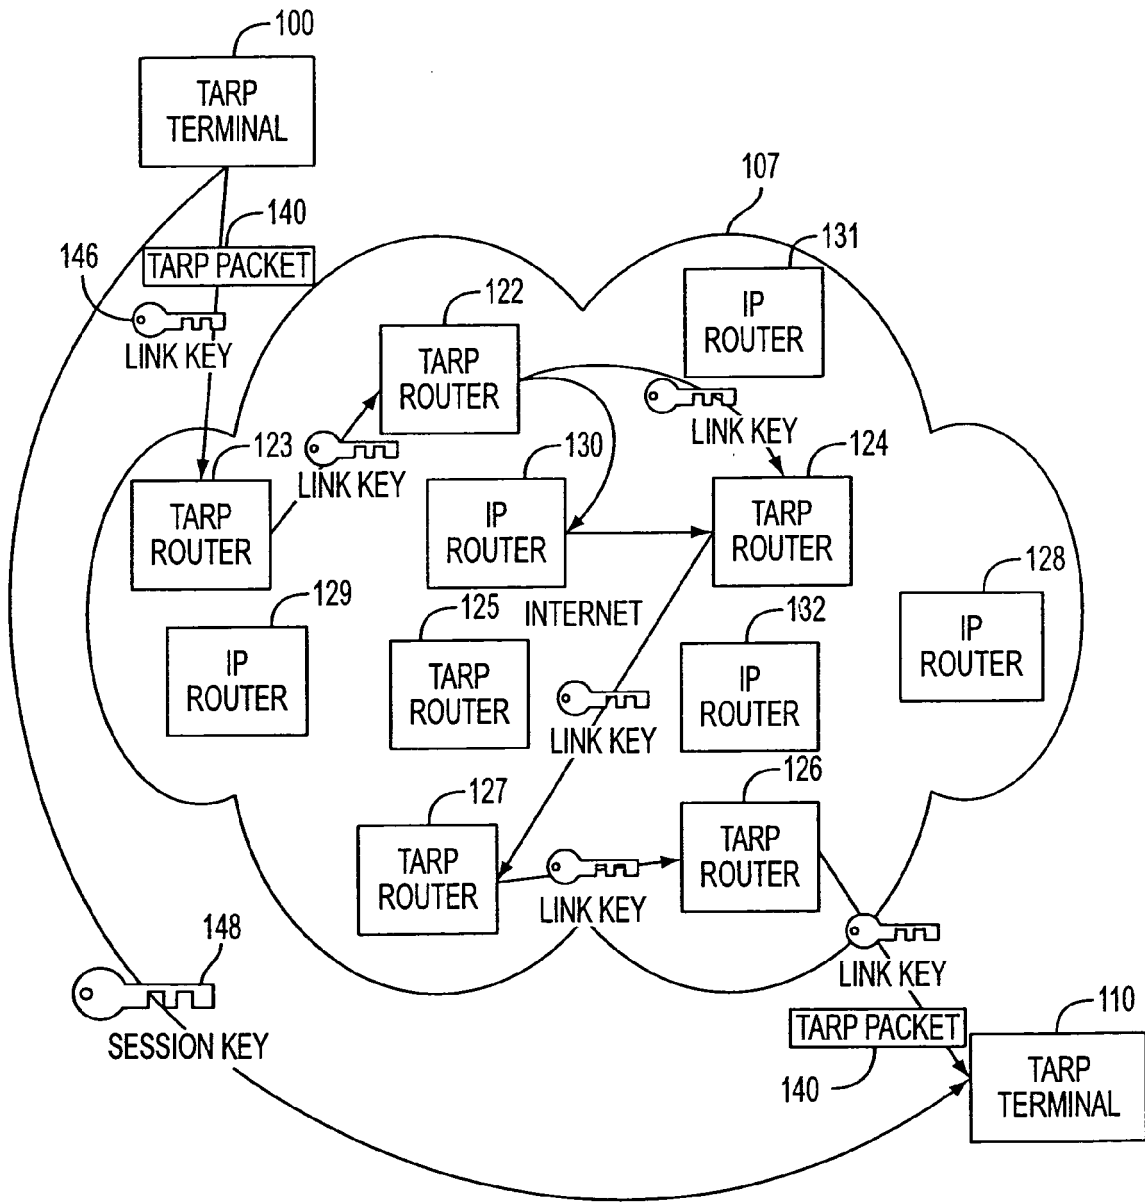 100
TARP
TERMINAL
107
140
TARP PACKET
146
LINK KEY
131
IP
ROUTER
122
TARP
ROUTER
LINK KEY
123
TARP
ROUTER
LINK KEY
130
IP
ROUTER
124
TARP
ROUTER
INTERNET
129
IP
ROUTER
125
TARP
ROUTER
132
IP
ROUTER
128
IP
ROUTER
LINK KEY
127
TARP
ROUTER
LINK KEY
126
TARP
ROUTER
LINK KEY
148
SESSION KEY
TARP PACKET
140
110
TARP
TERMINAL